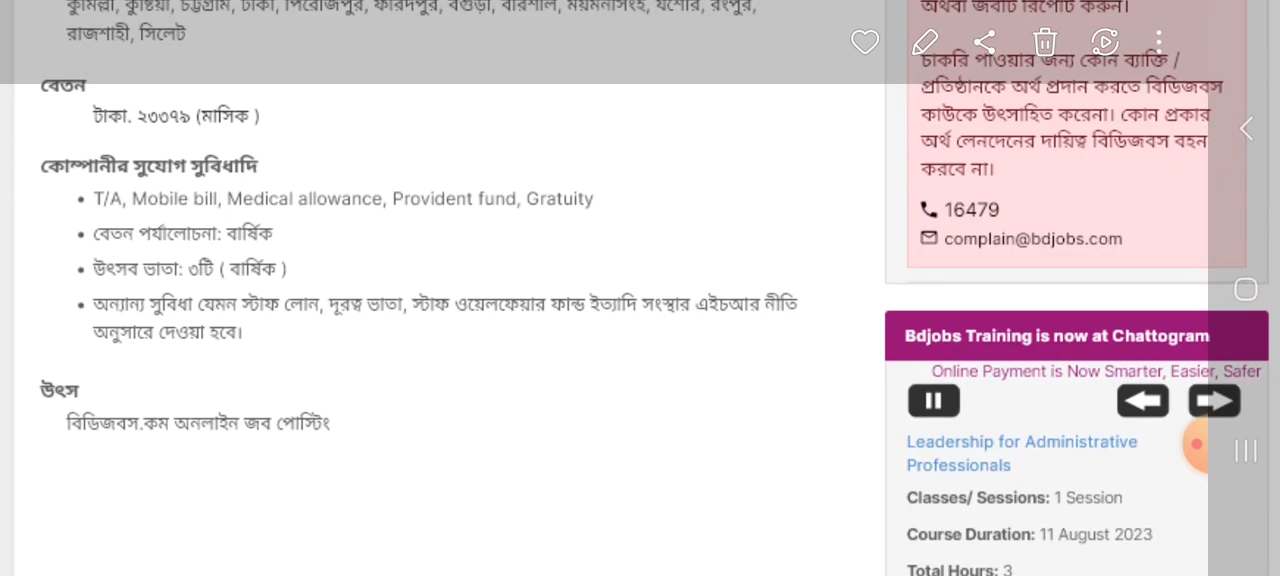 কুমিল্লা, কুষ্টিয়া, চট্টগ্রাম, ঢাকা, পিরোজপুর, ফরিদপুর, বগুড়া, বরিশাল, ময়মনসিংহ, যশোর, রংপুর,
রাজশাহী, সিলেট
বেতন
টাকা. ২৩৩৭৯ (মাসিক )
কোম্পানীর সুযোগ সুবিধাদি
• T/A, Mobile bill, Medical allowance, Provident fund, Gratuity
• বেতন পর্যালোচনা: বার্ষিক
• উৎসব ভাতা: ৩টি ( বার্ষিক )
• অন্যান্য সুবিধা যেমন স্টাফ লোন, দূরত্ব ভাতা, স্টাফ ওয়েলফেয়ার ফান্ড ইত্যাদি সংস্থার এইচআর নীতি
অনুসারে দেওয়া হবে।
উৎস
বিডিজবস.কম অনলাইন জব পোস্টিং
অথবা জবটি রিপোর্ট করুন।
চাকরি পাওয়ার জন্য কোন ব্যাক্তি /
প্রতিষ্ঠানকে অর্থ প্রদান করতে বিডিজবস
কাউকে উৎসাহিত করেনা। কোন প্রকার
অর্থ লেনদেনের দায়িত্ব বিডিজবস বহন
করবে না।
16479
complain@bdjobs.com
Bdjobs Training is now at Chattogram
Online Payment is Now Smarter, Easier, Safer
Leadership for Administrative
Professionals
Classes/ Sessions: 1 Session
Course Duration: 11 August 2023
Total Hours: 3